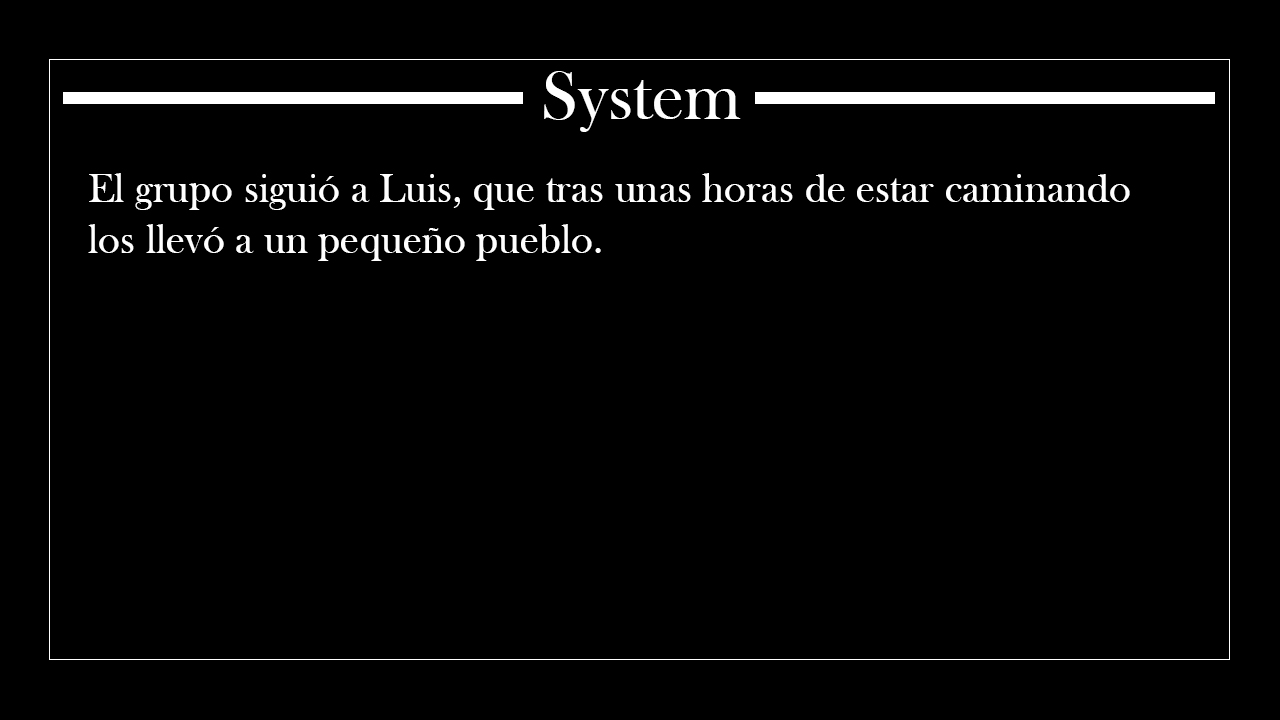 System
El grupo siguió a Luis, que tras unas horas de estar caminando
los llevó a un pequeño pueblo.